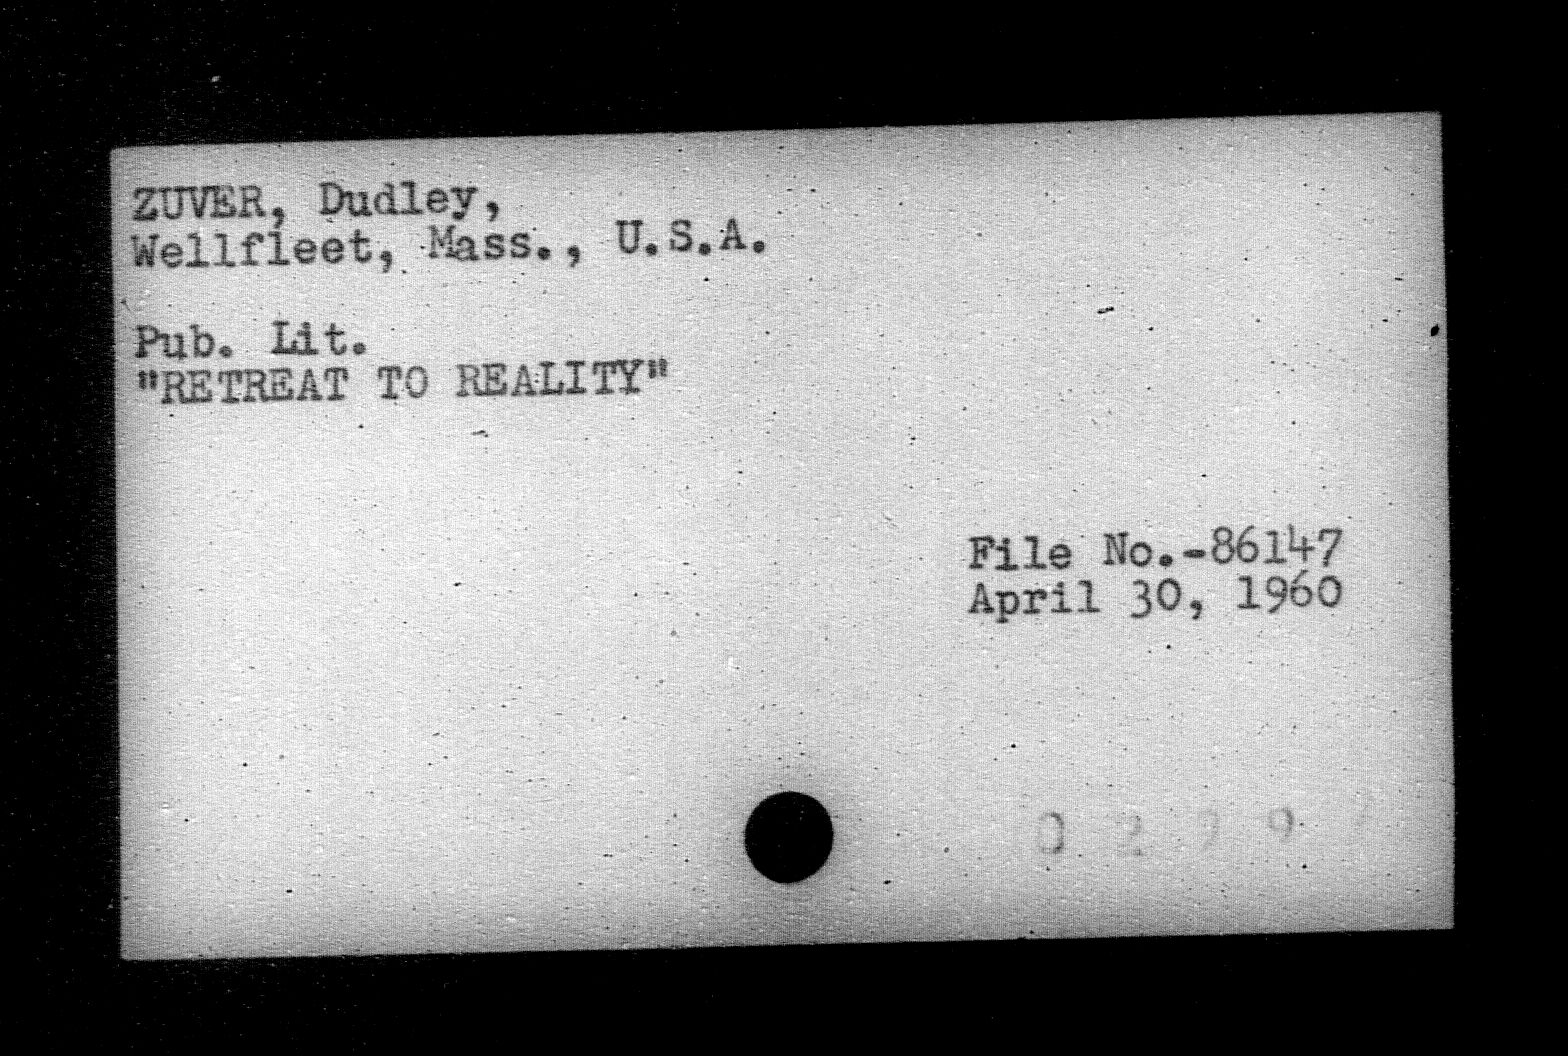 ZUVER, Dudley,
Wellfleet, Mass., U.S.A.
Pub. Lit.
"RETREAT TO REALITY"
File No.-86147
April 30, 1960